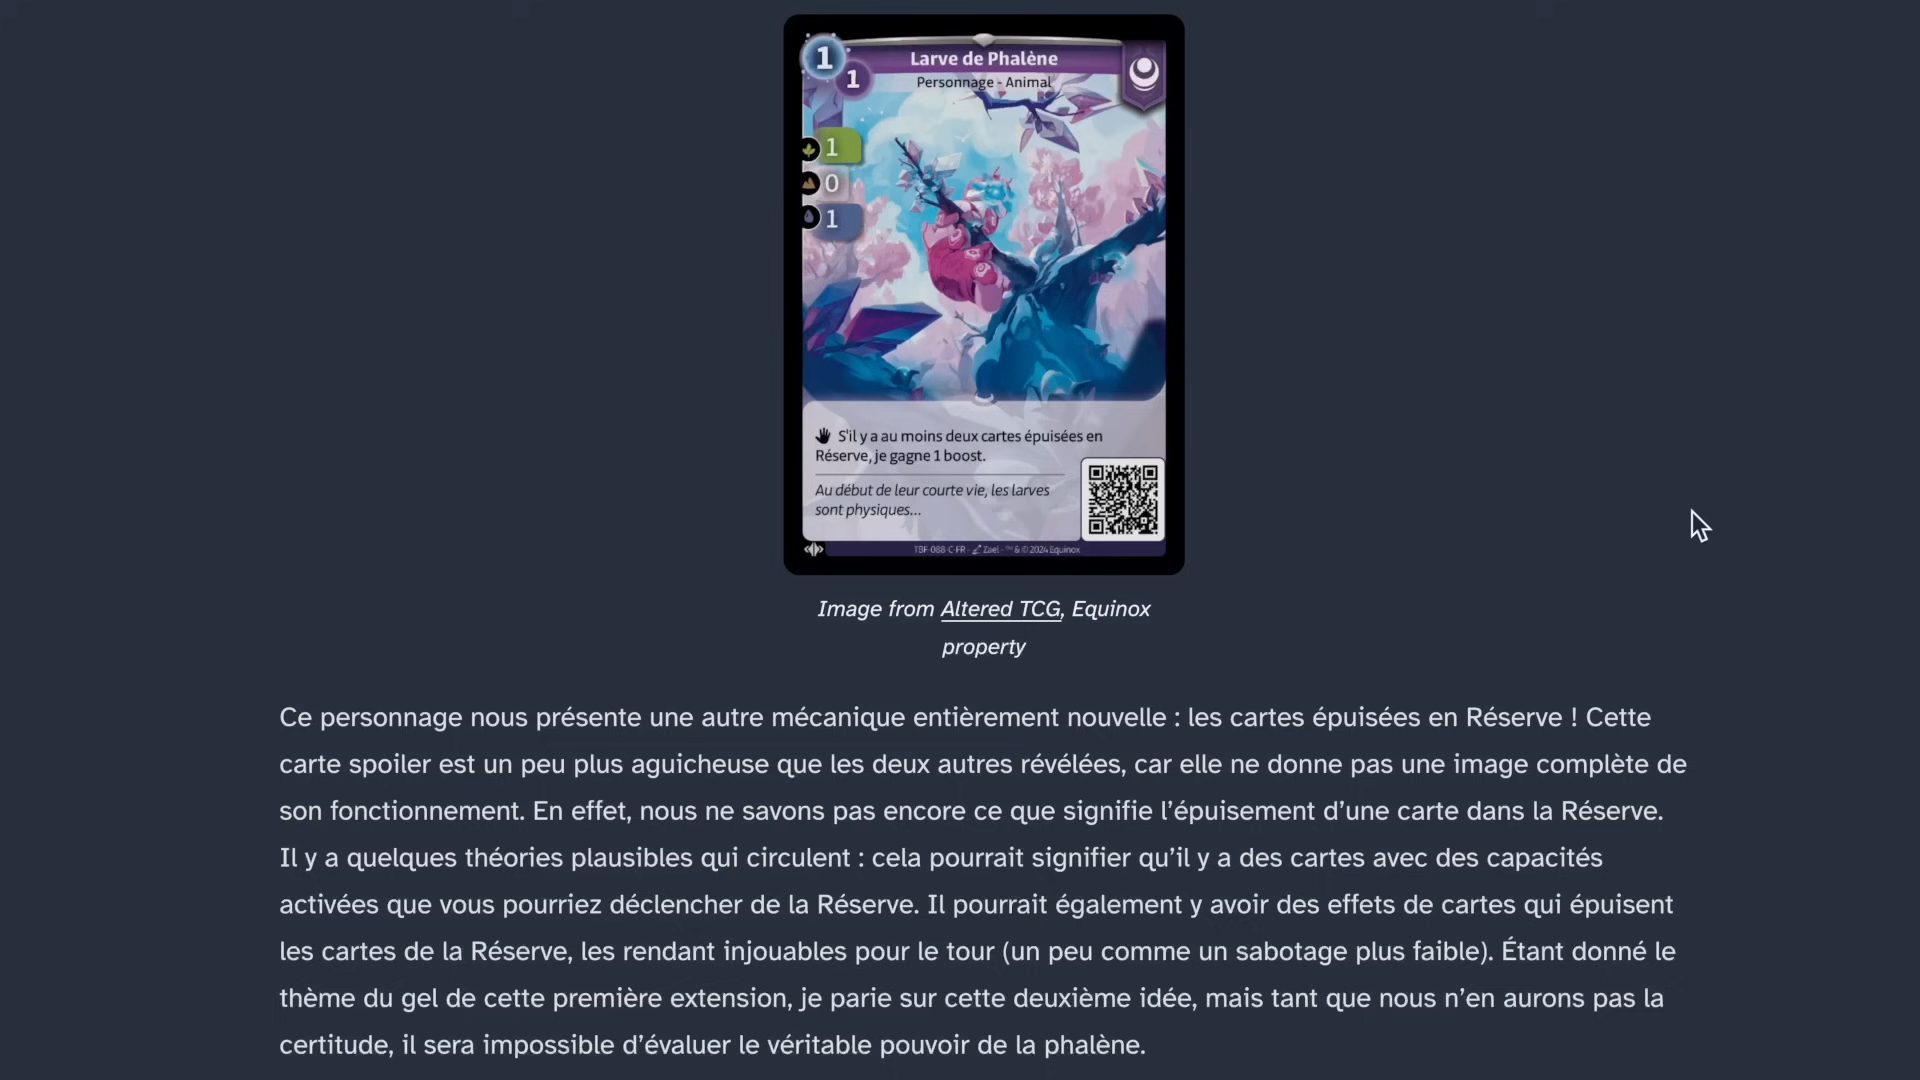 1
Larve de Phalène
1
Personnage - Animal
1
0
1
S'il y a au moins deux cartes épuisées en
Réserve, je gagne 1 boost.
Au début de leur courte vie, les larves
sont physiques...
TBF-088-C-FR - Zael - ™ & © 2024 Equinox
Image from Altered TCG, Equinox
property
Ce personnage nous présente une autre mécanique entièrement nouvelle : les cartes épuisées en Réserve ! Cette
carte spoiler est un peu plus aguicheuse que les deux autres révélées, car elle ne donne pas une image complète de
son fonctionnement. En effet, nous ne savons pas encore ce que signifie l’épuisement d’une carte dans la Réserve.
Il y a quelques théories plausibles qui circulent : cela pourrait signifier qu’il y a des cartes avec des capacités
activées que vous pourriez déclencher de la Réserve. Il pourrait également y avoir des effets de cartes qui épuisent
les cartes de la Réserve, les rendant injouables pour le tour (un peu comme un sabotage plus faible). Étant donné le
thème du gel de cette première extension, je parie sur cette deuxième idée, mais tant que nous n’en aurons pas la
certitude, il sera impossible d’évaluer le véritable pouvoir de la phalène.